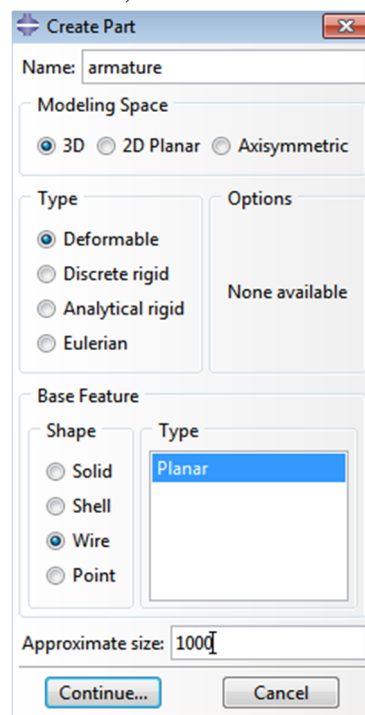 Create Part
Name: armature
Modeling Space
3D 2D Planar Axisymmetric
Type
Deformable
Discrete rigid
Analytical rigid
Eulerian
Options
None available
Base Feature
Shape
Solid
Shell
Wire
Point
Type
Planar
Approximate size: 1000
Continue... Cancel